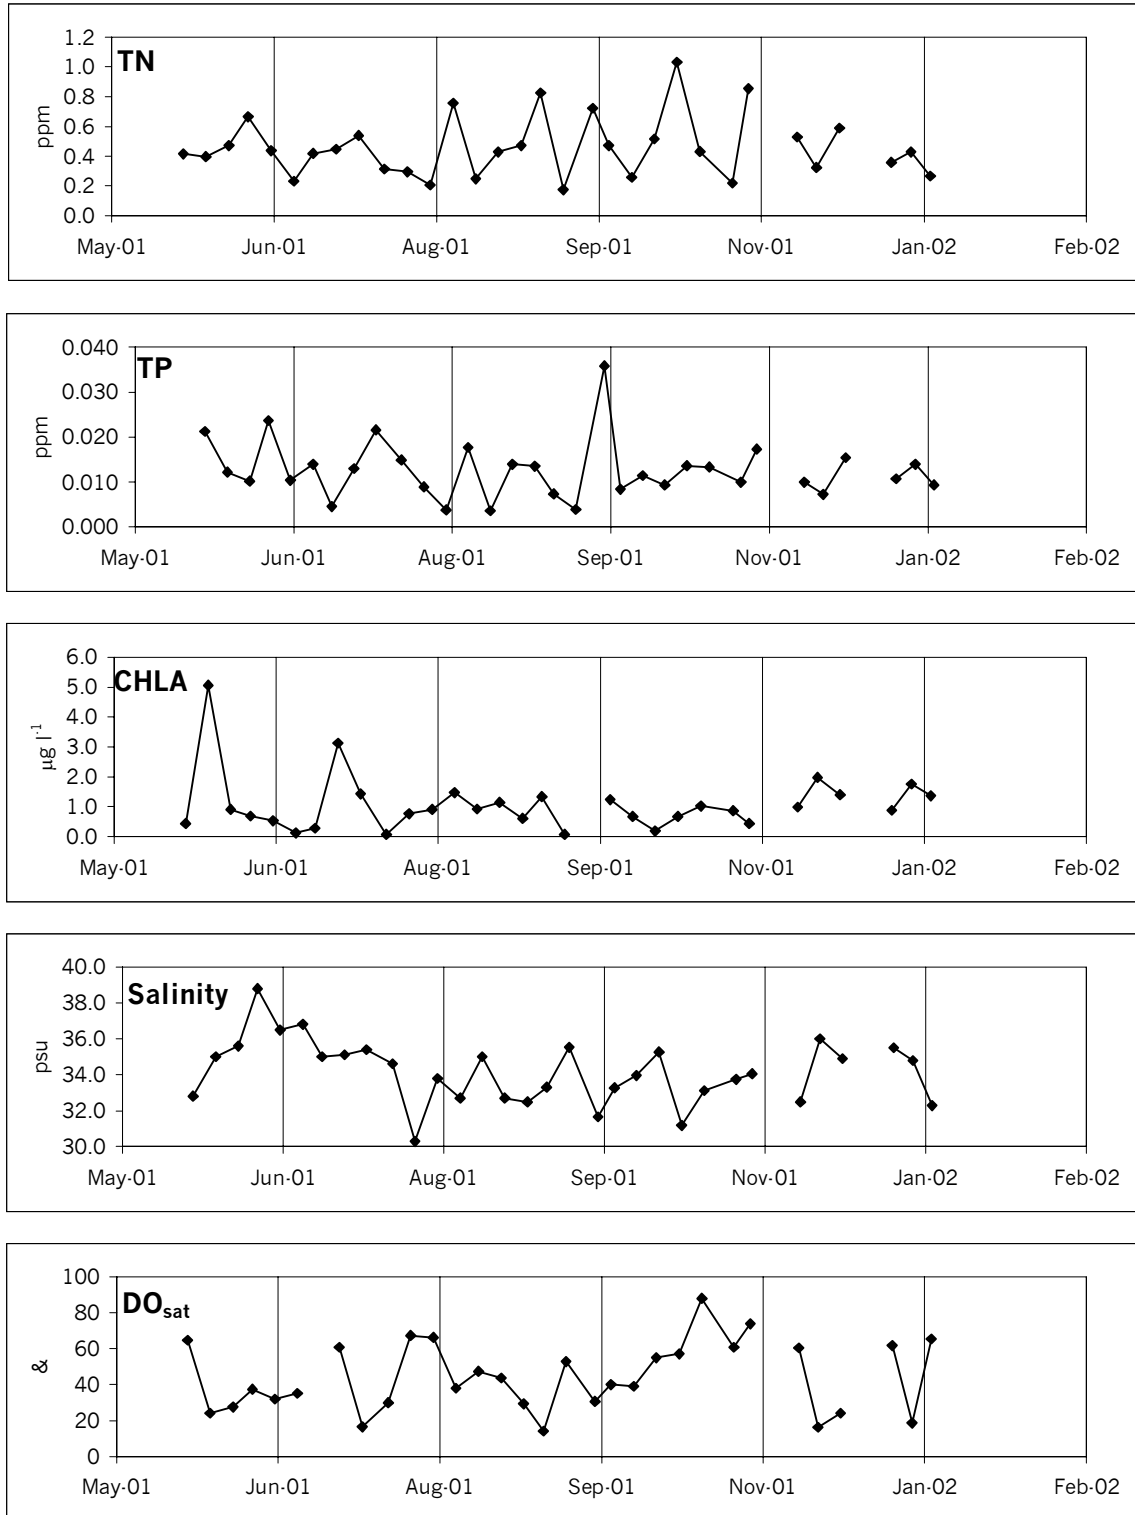 1.2
TN
1.0
0.8
ppm
0.6
0.4
0.2
0.0
May-01 Jun-01 Aug-01 Sep-01 Nov-01 Jan-02 Feb-02
0.040
TP
0.030
ppm
0.020
0.010
0.000
May-01 Jun-01 Aug-01 Sep-01 Nov-01 Jan-02 Feb-02
6.0
CHLA
5.0
4.0
µg l-1
3.0
2.0
1.0
0.0
May-01 Jun-01 Aug-01 Sep-01 Nov-01 Jan-02 Feb-02
40.0
Salinity
38.0
36.0
psu
34.0
32.0
30.0
May-01 Jun-01 Aug-01 Sep-01 Nov-01 Jan-02 Feb-02
100
DOsat
80
60
&
40
20
0
May-01 Jun-01 Aug-01 Sep-01 Nov-01 Jan-02 Feb-02